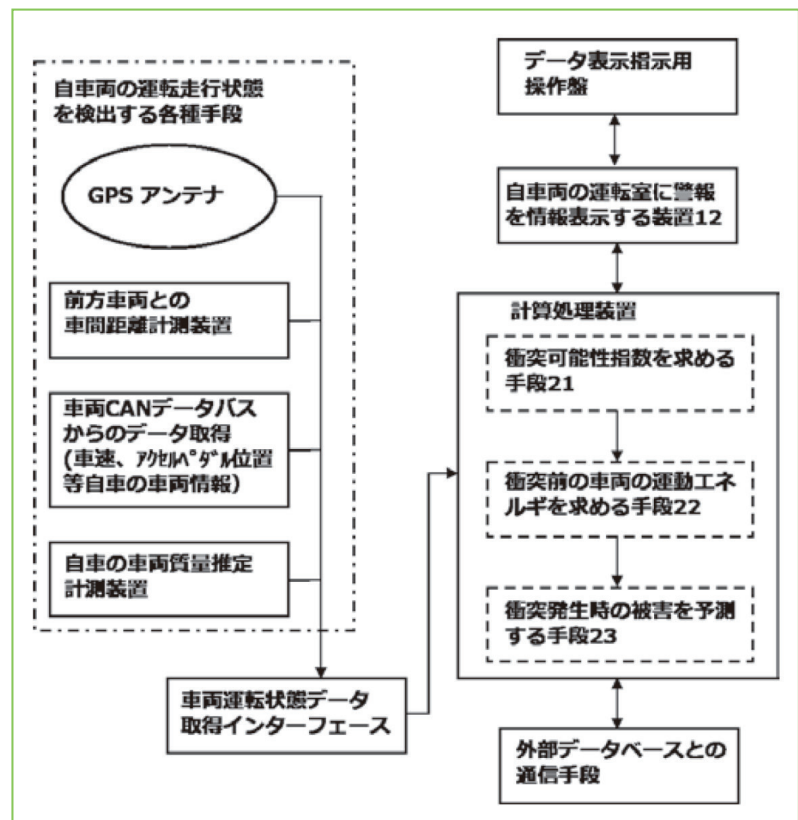 自車両の運転走行状態
を検出する各種手段
GPS アンテナ
前方車両との
車間距離計測装置
車両CANデータバス
からのデータ取得
(車速、ｱｸｾﾙﾍﾟﾀﾞﾙ位置
等自車の車両情報)
自車の車両質量推定
計測装置
車両運転状態データ
取得インターフェース
データ表示指示用
操作盤
自車両の運転室に警報
を情報表示する装置12
計算処理装置
衝突可能性指数を求める
手段21
衝突前の車両の運動エネ
ルギを求める手段22
衝突発生時の被害を予測
する手段23
外部データベースとの
通信手段